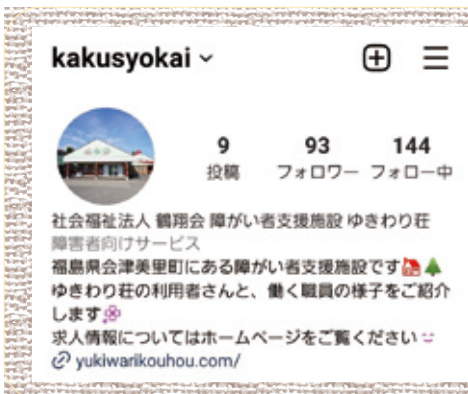 kakusyokai
9 93 144
投稿 フォロワー フォロー中
社会福祉法人 鶴翔会 障がい者支援施設 ゆきわり荘
障害者向けサービス
福島県会津美里町にある障がい者支援施設です🏠🌲
ゆきわり荘の利用者さんと、働く職員の様子をご紹介
します🌸
求人情報についてはホームページをご覧ください
yukiwarikouhou.com/